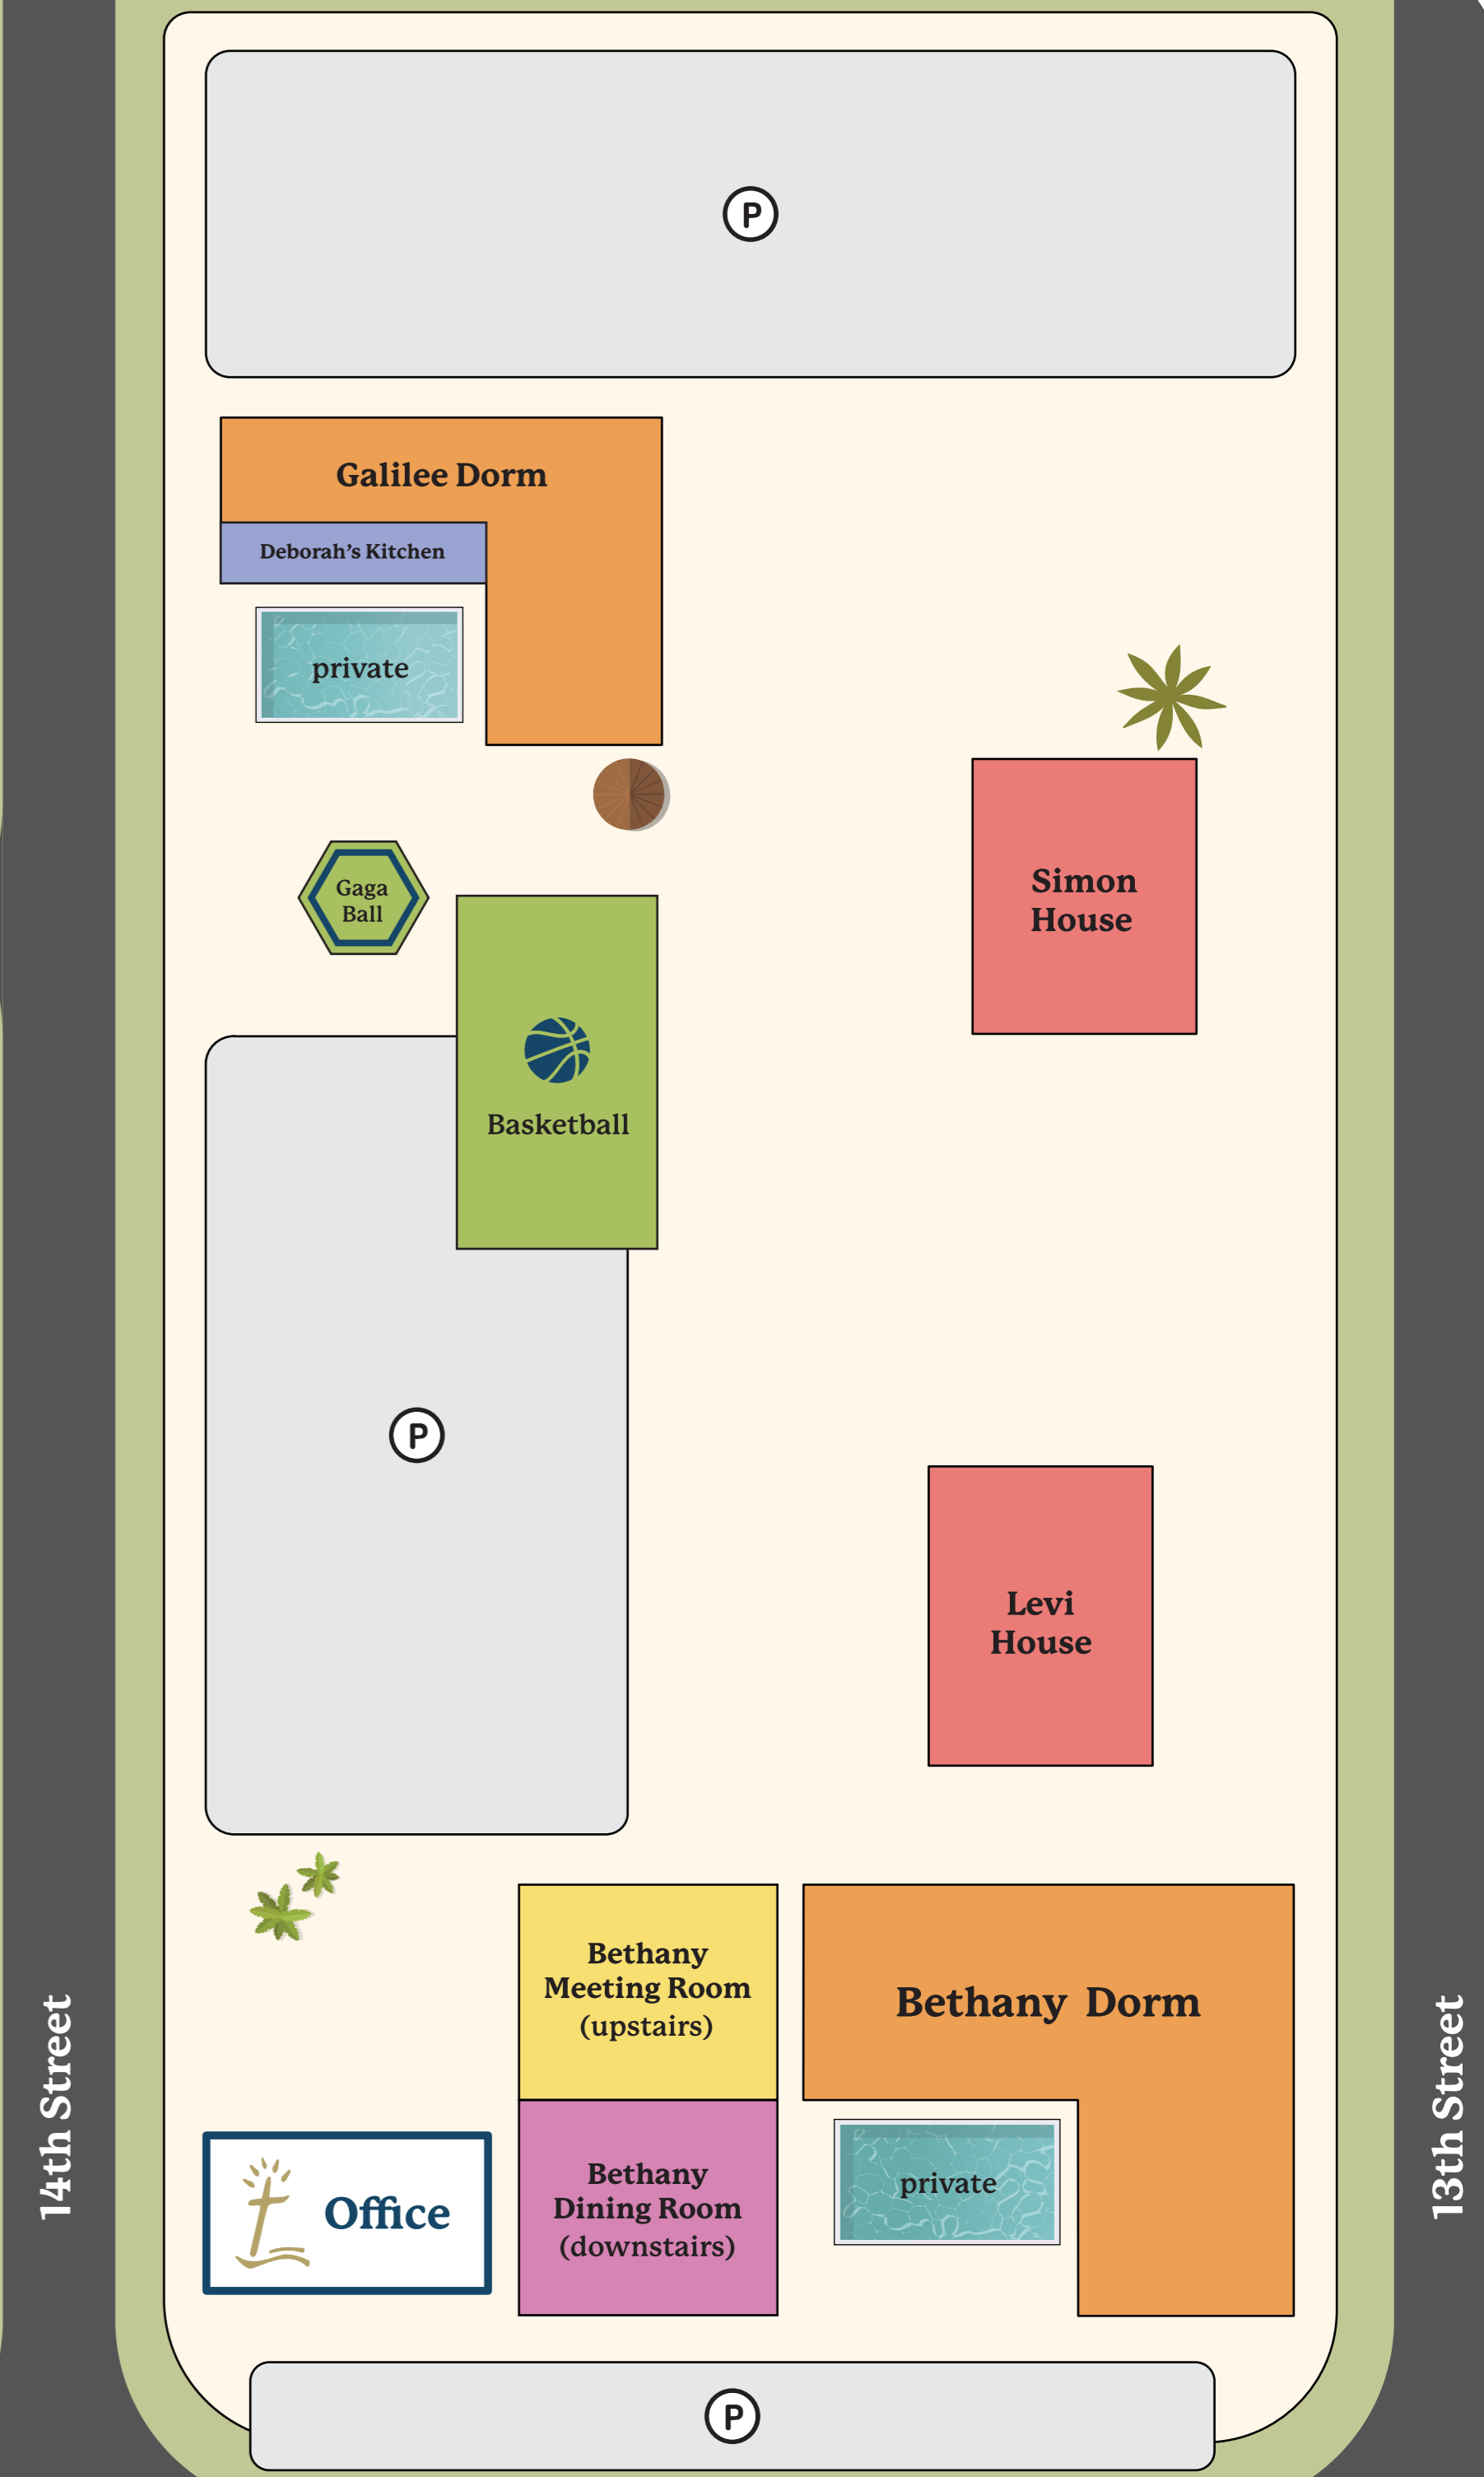 P
Galilee Dorm
Deborah’s Kitchen
private
Gaga
Ball
Simon
House
Basketball
P
Levi
House
Bethany
Meeting Room
(upstairs)
Bethany Dorm
14th Street
13th Street
Bethany
Dining Room
(downstairs)
private
Office
P